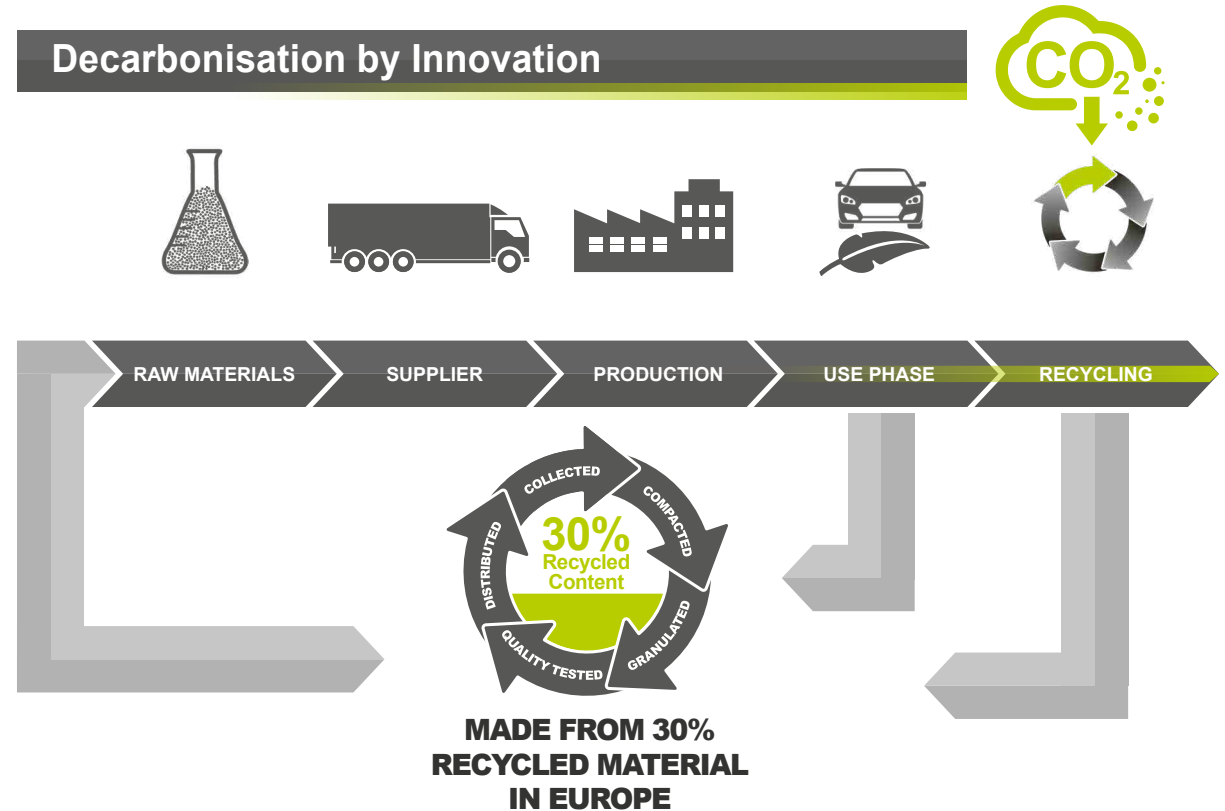 Decarbonisation by Innovation
CO2
RAW MATERIALS
SUPPLIER
PRODUCTION
USE PHASE
RECYCLING
COLLECTED
COMPACTED
GRANULATED
QUALITY TESTED
DISTRIBUTED
30%
Recycled
Content
MADE FROM 30%
RECYCLED MATERIAL
IN EUROPE